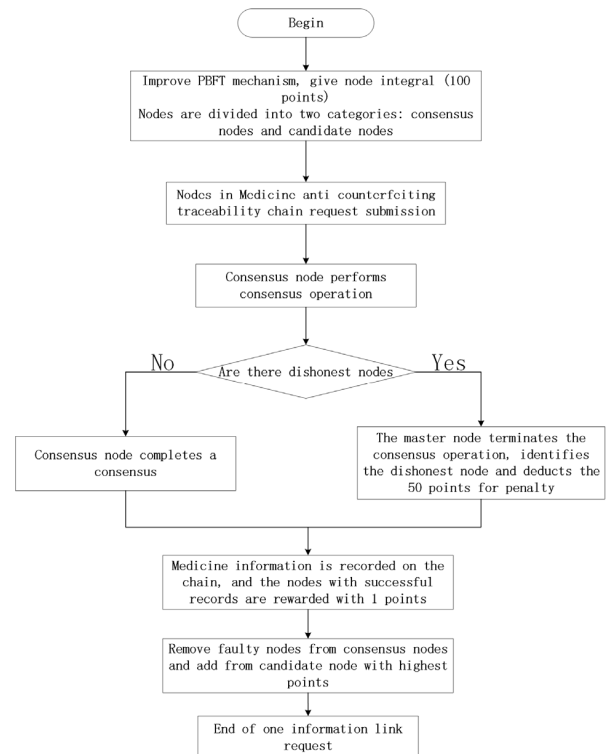 Begin
Improve PBFT mechanism, give node integral (100
points)
Nodes are divided into two categories: consensus
nodes and candidate nodes
Nodes in Medicine anti counterfeiting
traceability chain request submission
Consensus node performs
consensus operation
Are there dishonest nodes
No
Yes
Consensus node completes a
consensus
The master node terminates the
consensus operation, identifies
the dishonest node and deducts the
50 points for penalty
Medicine information is recorded on the
chain, and the nodes with successful
records are rewarded with 1 points
Remove faulty nodes from consensus nodes
and add from candidate node with highest
points
End of one information link
request